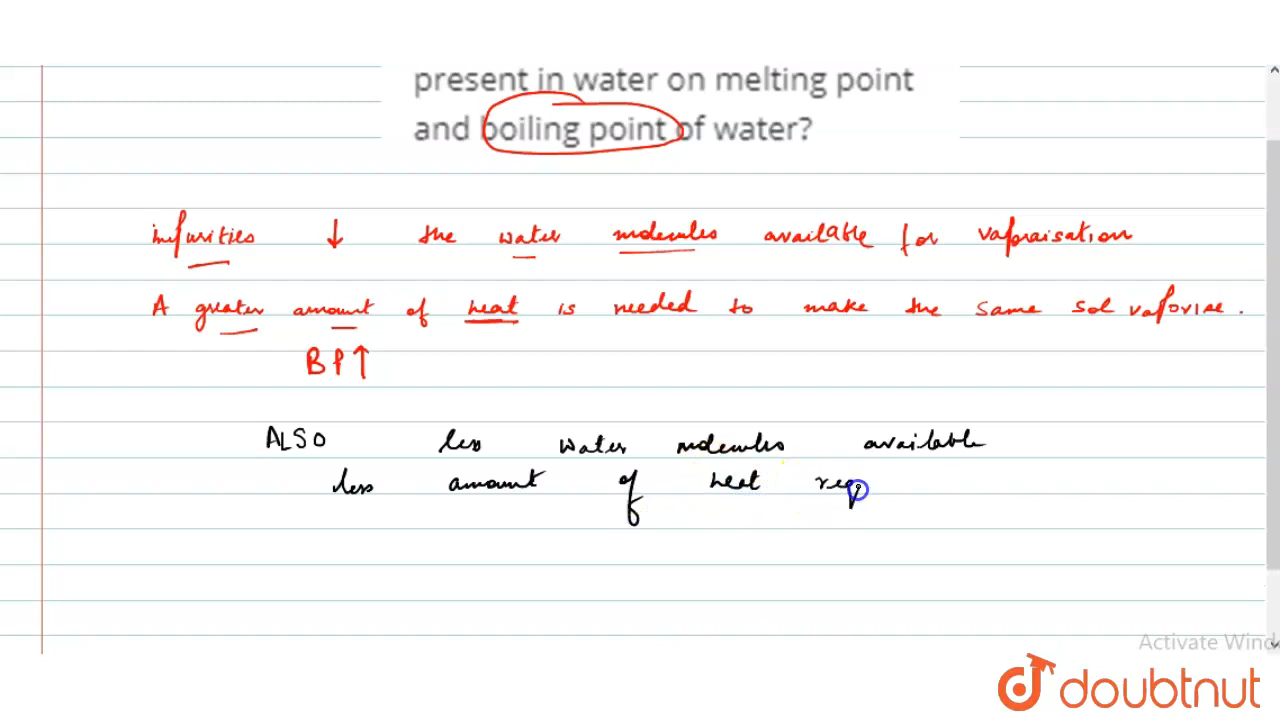 present in water on melting point
and boiling point of water?
impurities ↓ the water molecules available for vaporaisation
A greater amount of heat is needed to make the same sol vaporise.
BP↑
ALSO less water molecules available
less amount of heat req
Activate Wind
doubtnut